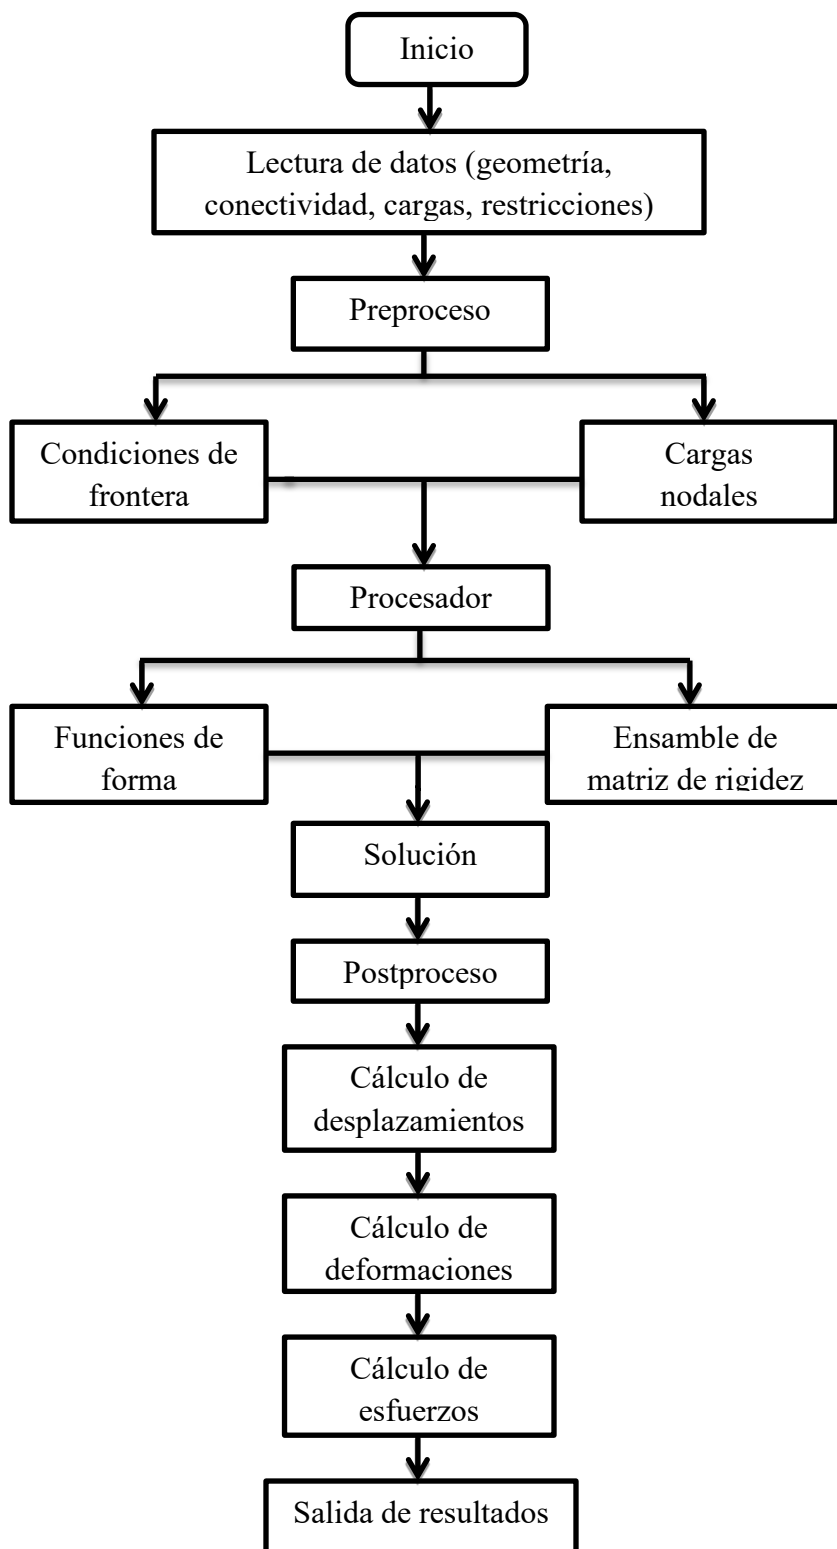 Inicio
Lectura de datos (geometría,
conectividad, cargas, restricciones)
Preproceso
Condiciones de
frontera
Cargas
nodales
Procesador
Funciones de
forma
Ensamble de
matriz de rigidez
Solución
Postproceso
Cálculo de
desplazamientos
Cálculo de
deformaciones
Cálculo de
esfuerzos
Salida de resultados